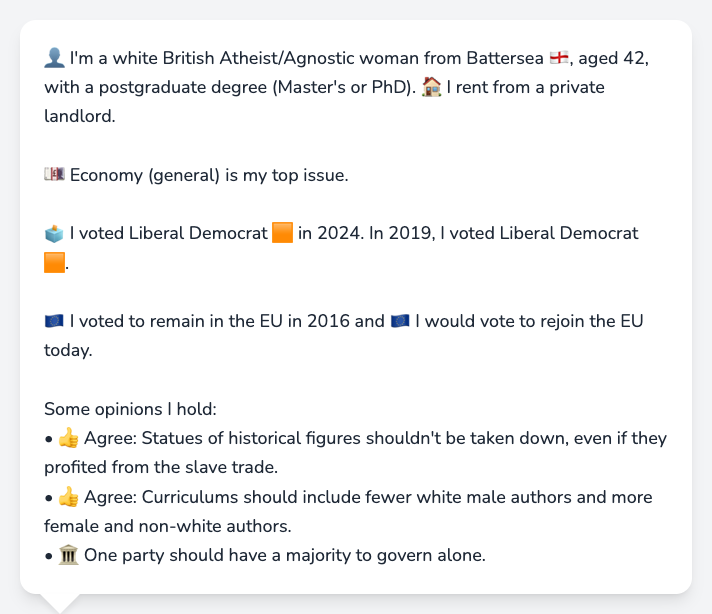 👤 I'm a white British Atheist/Agnostic woman from Battersea 🏴󠁧󠁢󠁥󠁮󠁧󠁿, aged 42,
with a postgraduate degree (Master's or PhD). 🏠 I rent from a private
landlord.
💷 Economy (general) is my top issue.
🗳️ I voted Liberal Democrat 🟧 in 2024. In 2019, I voted Liberal Democrat
🟧.
🇪🇺 I voted to remain in the EU in 2016 and 🇪🇺 I would vote to rejoin the EU
today.
Some opinions I hold:
• 👍 Agree: Statues of historical figures shouldn't be taken down, even if they
profited from the slave trade.
• 👍 Agree: Curriculums should include fewer white male authors and more
female and non-white authors.
• 🏛️ One party should have a majority to govern alone.